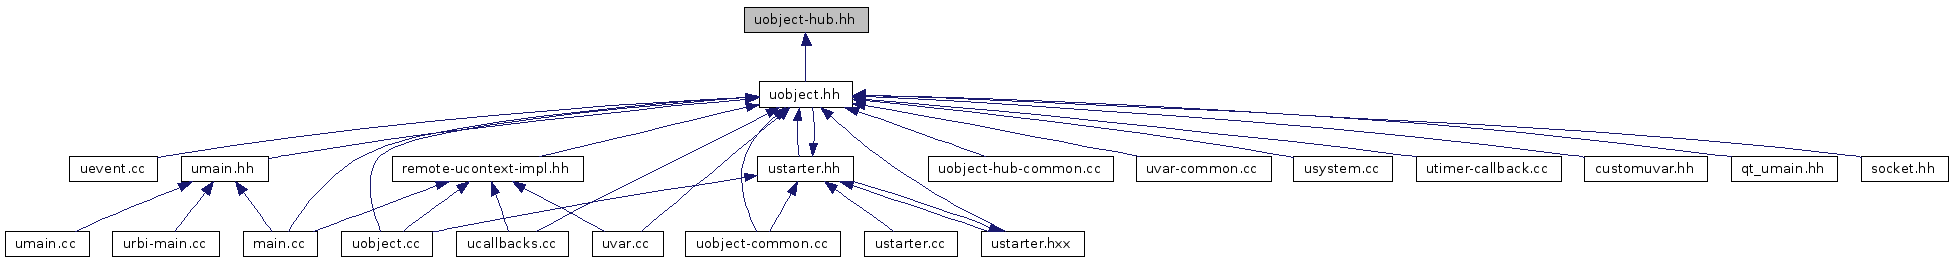 uobject-hub.hh
uobject.hh
uevent.cc
umain.hh
remote-ucontext-impl.hh
ustarter.hh
uobject-hub-common.cc
uvar-common.cc
usystem.cc
utimer-callback.cc
customuvar.hh
qt_umain.hh
socket.hh
umain.cc
urbi-main.cc
main.cc
uobject.cc
ucallbacks.cc
uvar.cc
uobject-common.cc
ustarter.cc
ustarter.hxx